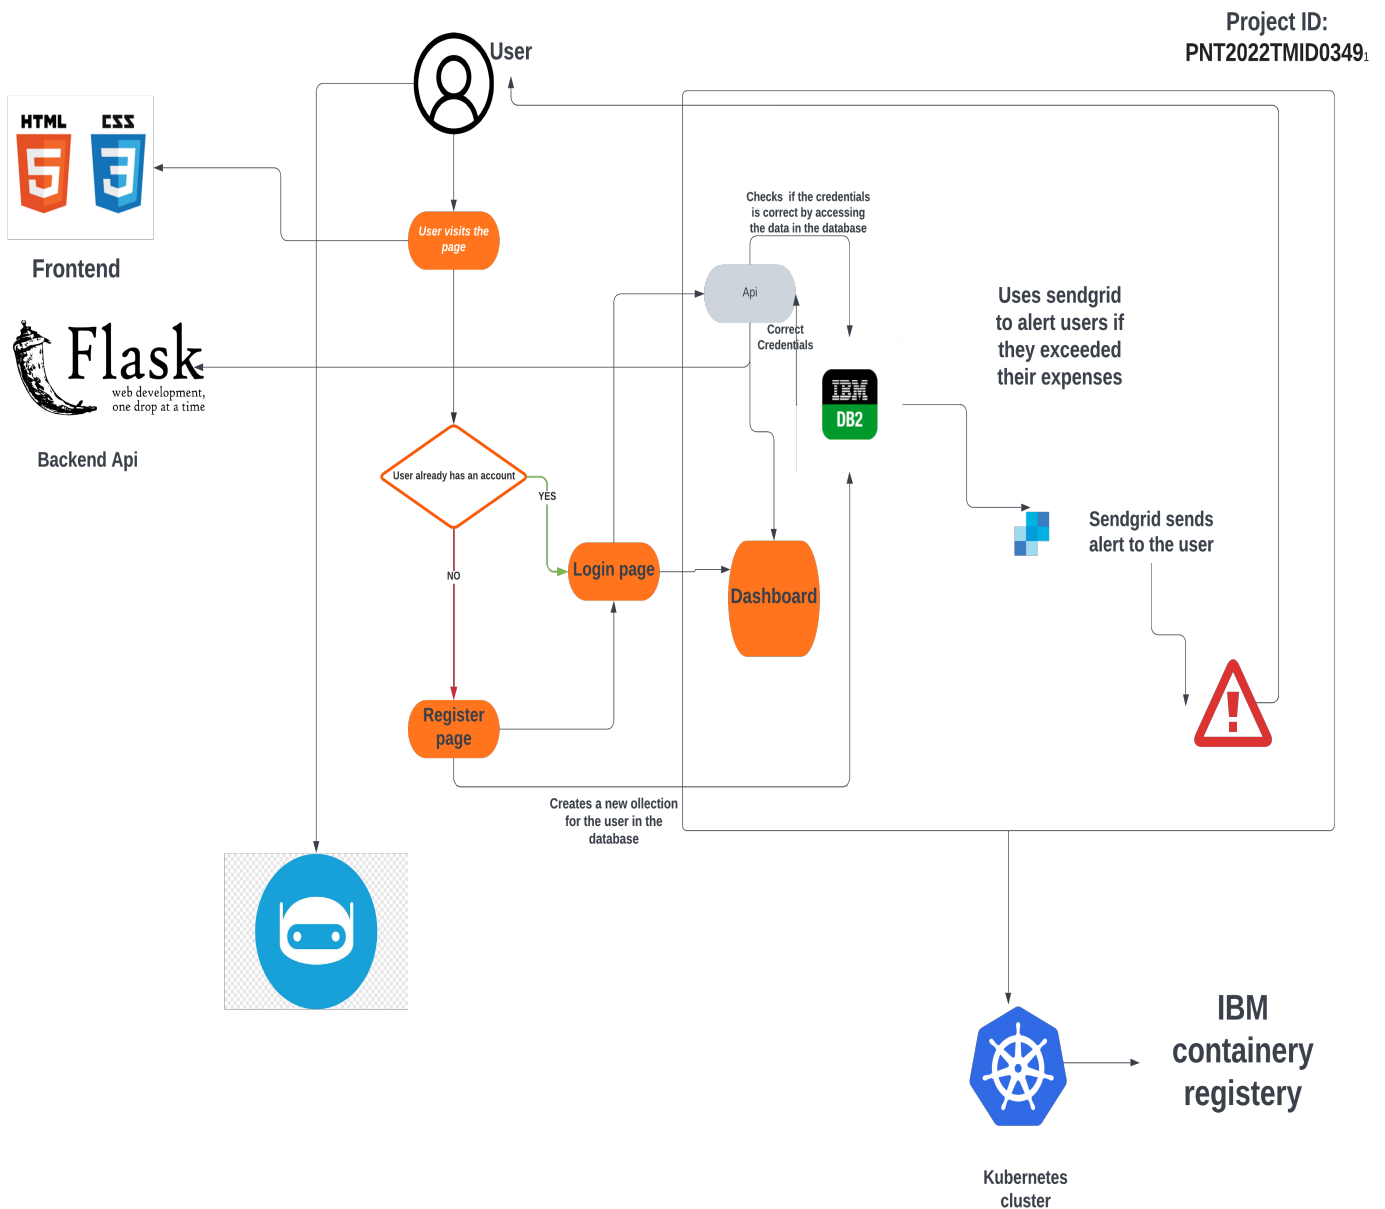 Project ID:
PNT2022TMID03491
User
HTML
CSS
Frontend
User visits the
page
Checks if the credentials
is correct by accessing
the data in the database
Api
Correct
Credentials
Uses sendgrid
to alert users if
they exceeded
their expenses
Flask
web development,
one drop at a time
Backend Api
IBM
DB2
User already has an account
YES
NO
Sendgrid sends
alert to the user
Login page
Dashboard
Register
page
Creates a new ollection
for the user in the
database
IBM
containery
registery
Kubernetes
cluster